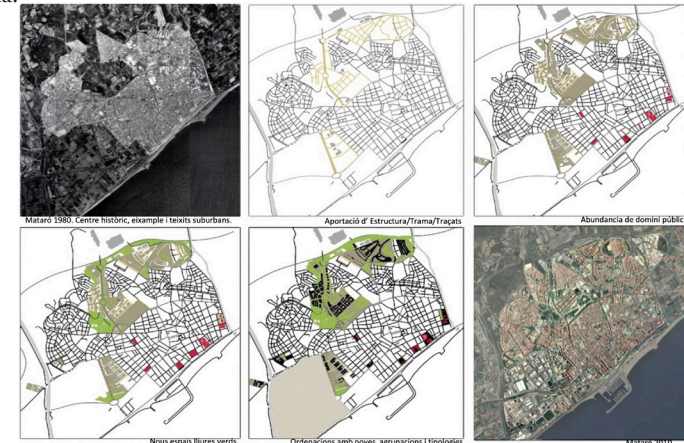 Mataró 1980. Centre històric, eixample i teixits suburbans.
Aportació d' Estructura/Trama/Traçats
Abundancia de domini públic
Nous espais lliures verds
Ordenacions amb noves, agrupacions i tipologies
Mataró 2010